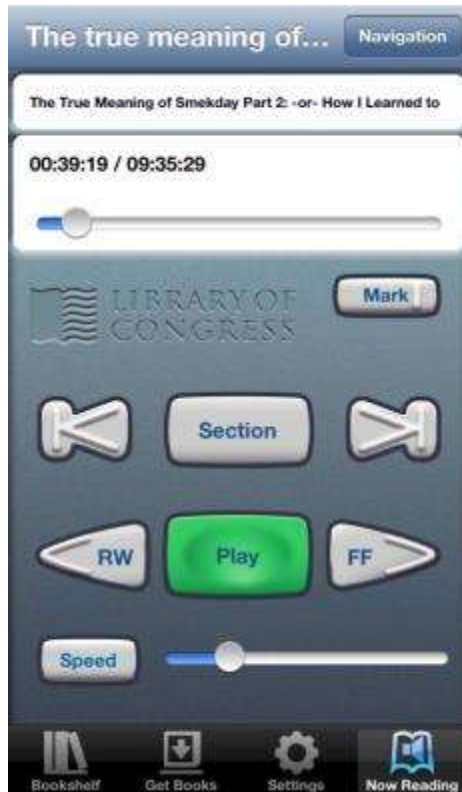 The true meaning of...
Navigation
The True Meaning of Smekday Part 2: -or- How I Learned to
00:39:19 / 09:35:29
LIBRARY OF
CONGRESS
Mark
Section
RW
Play
FF
Speed
Bookshelf
Get Books
Settings
Now Reading